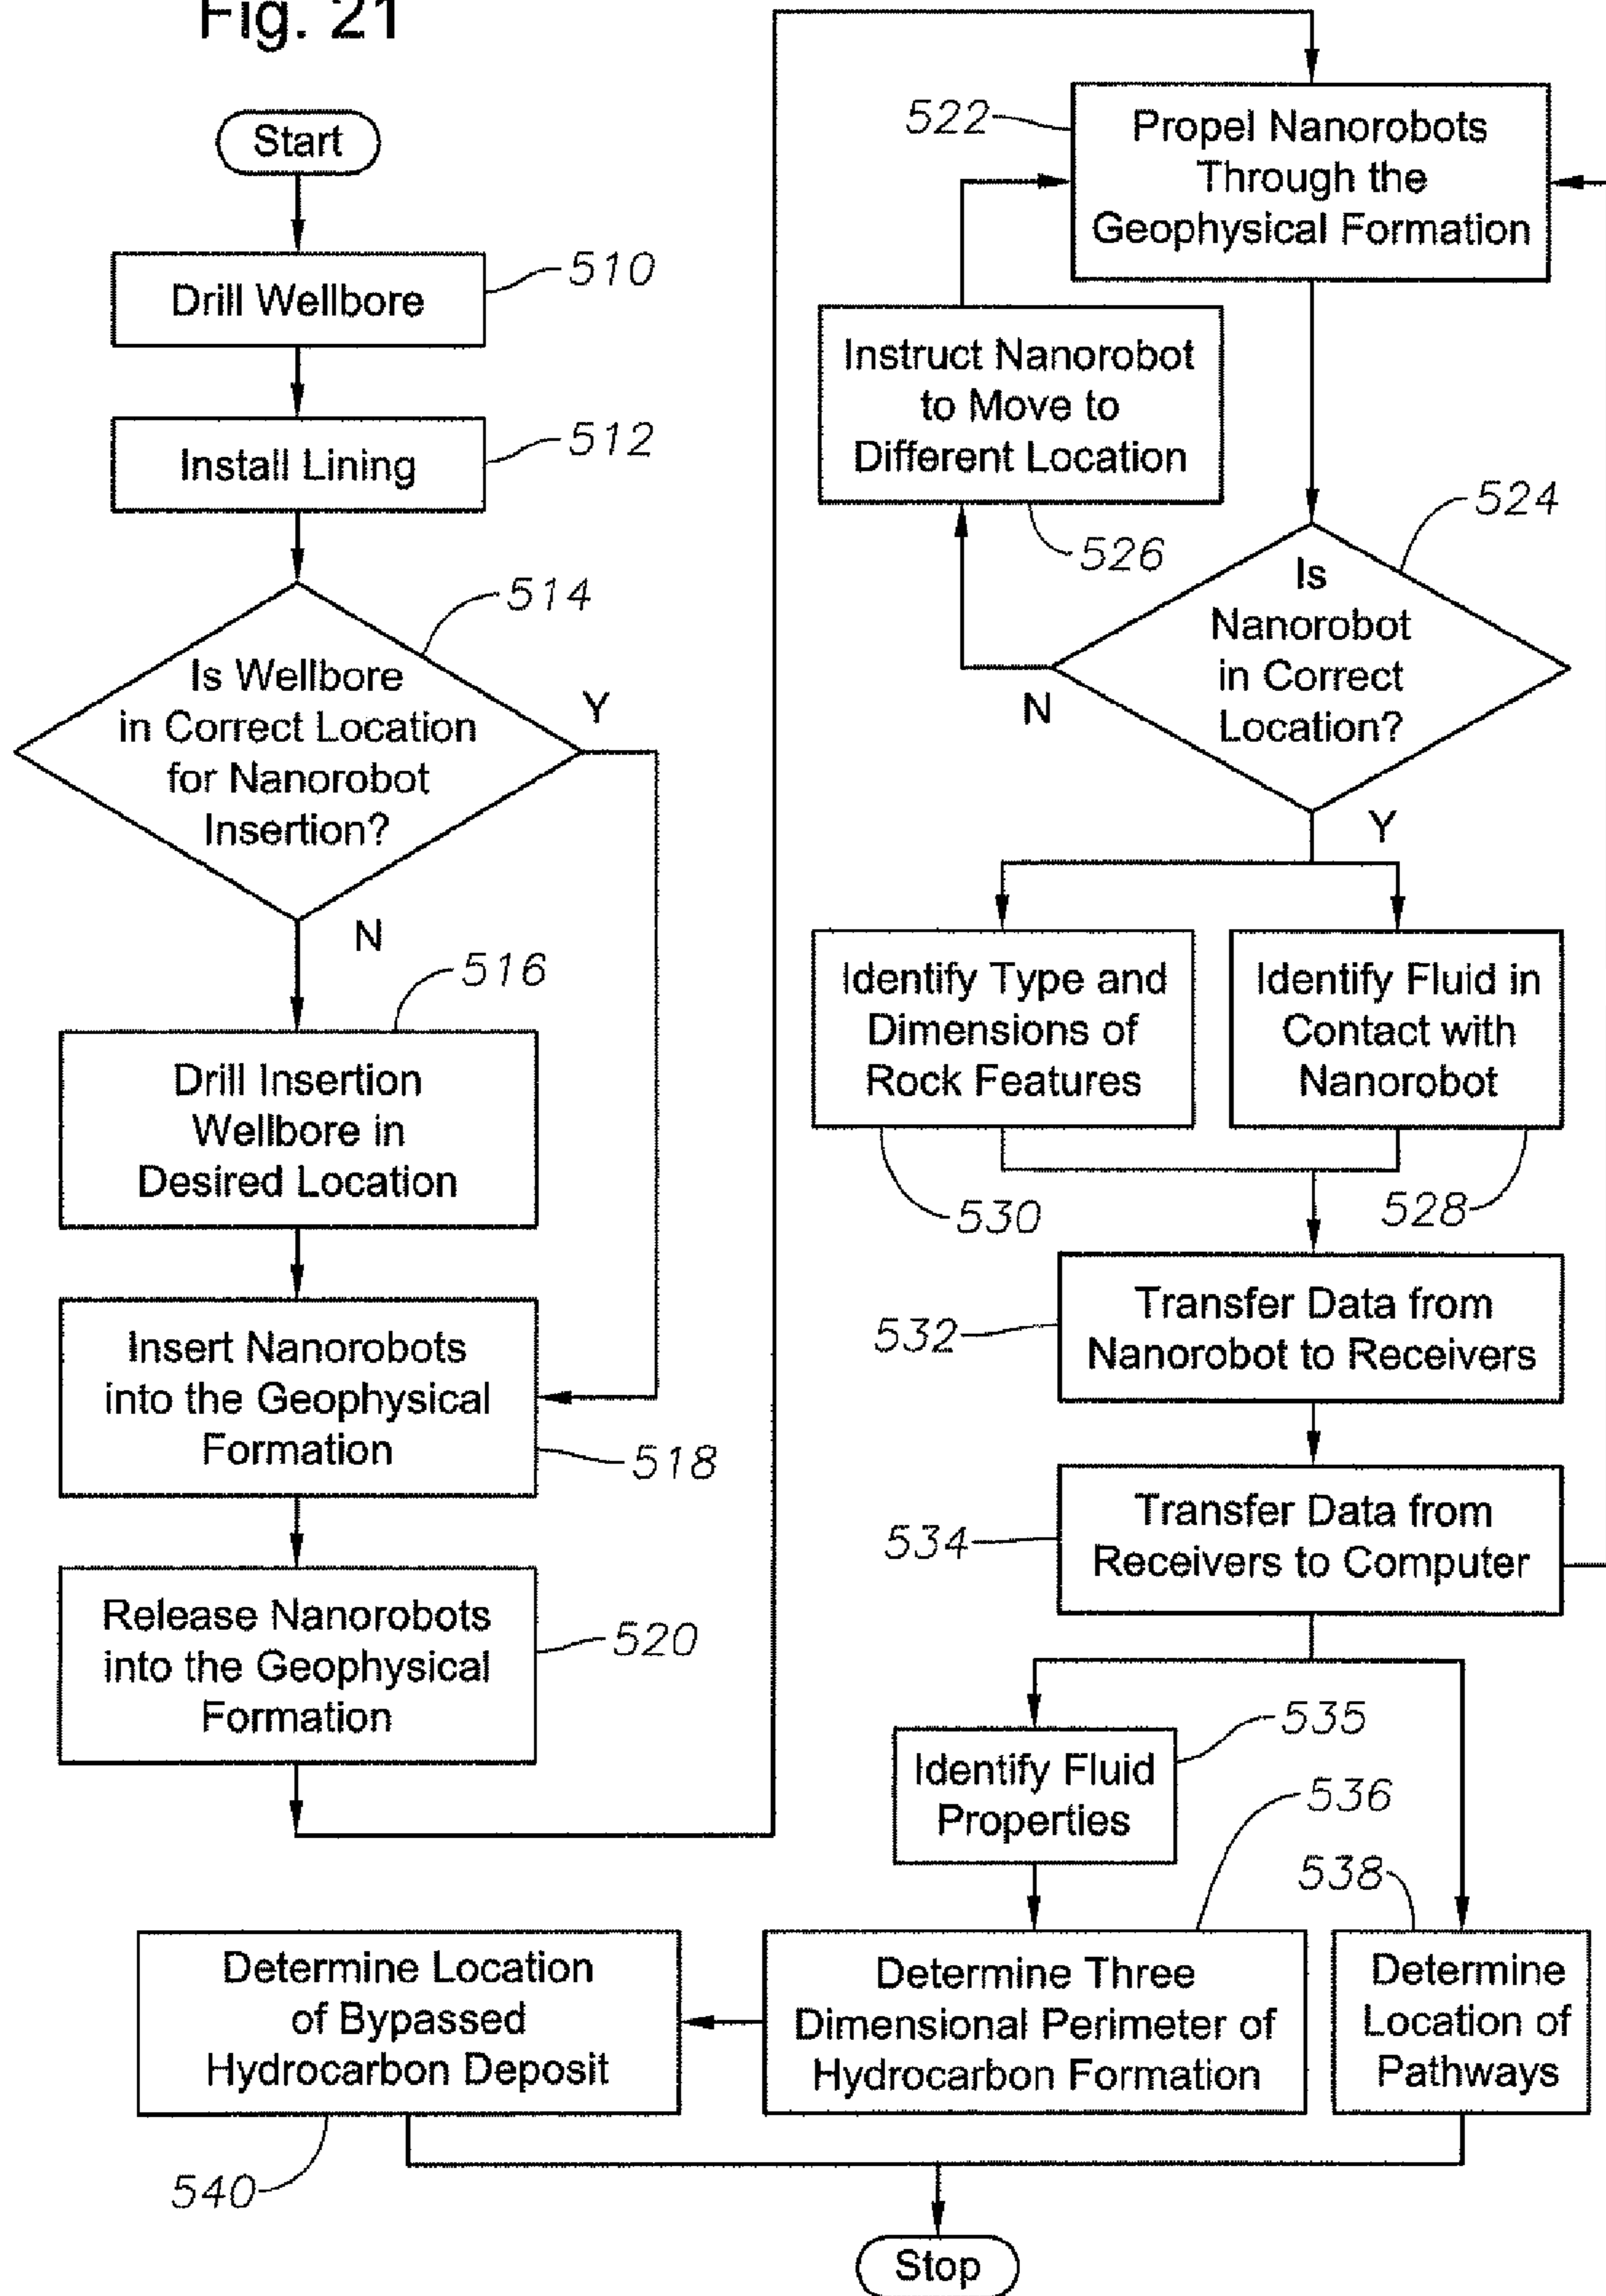 Fig. 21
Start
510
Drill Wellbore
512
Install Lining
514
Is Wellbore
in Correct Location
for Nanorobot
Insertion?
Y
N
516
Drill Insertion
Wellbore in
Desired Location
Insert Nanorobots
into the Geophysical
Formation
518
Release Nanorobots
into the Geophysical
Formation
520
522
Propel Nanorobots
Through the
Geophysical Formation
Instruct Nanorobot
to Move to
Different Location
526
524
Is
Nanorobot
in Correct
Location?
N
Y
Identify Type and
Dimensions of
Rock Features
530
Identify Fluid in
Contact with
Nanorobot
528
532
Transfer Data from
Nanorobot to Receivers
534
Transfer Data from
Receivers to Computer
535
Identify Fluid
Properties
536
538
Determine Location
of Bypassed
Hydrocarbon Deposit
Determine Three
Dimensional Perimeter of
Hydrocarbon Formation
Determine
Location of
Pathways
540
Stop